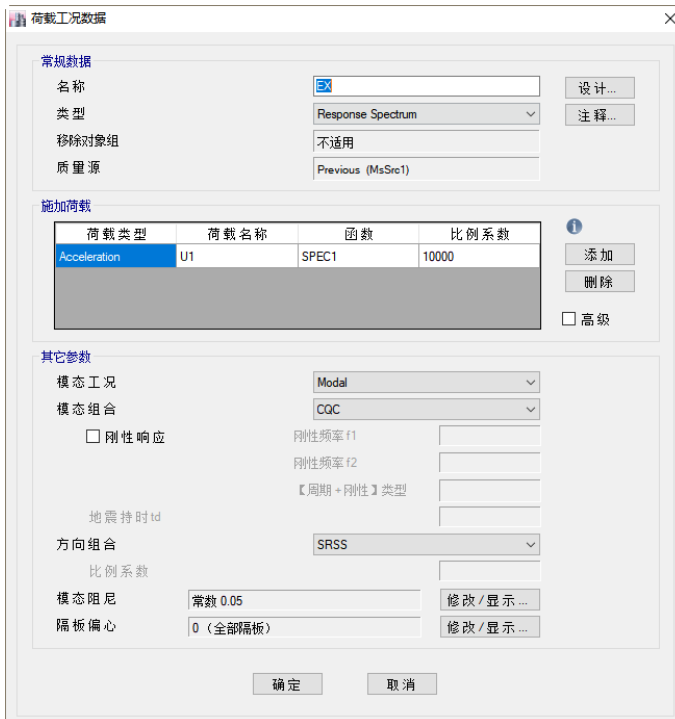 荷载工况数据
常规数据
名称 EX 设计...
类型 Response Spectrum 注释...
移除对象组 不适用
质量源 Previous (MsSrc1)
施加荷载
荷载类型 荷载名称 函数 比例系数
Acceleration U1 SPEC1 10000 添加
删除
高级
其它参数
模态工况 Modal
模态组合 CQC
刚性响应 刚性频率 f1
刚性频率 f2
【周期+刚性】类型
地震持时td
方向组合 SRSS
比例系数
模态阻尼 常数 0.05 修改/显示...
隔板偏心 0（全部隔板） 修改/显示...
确定 取消